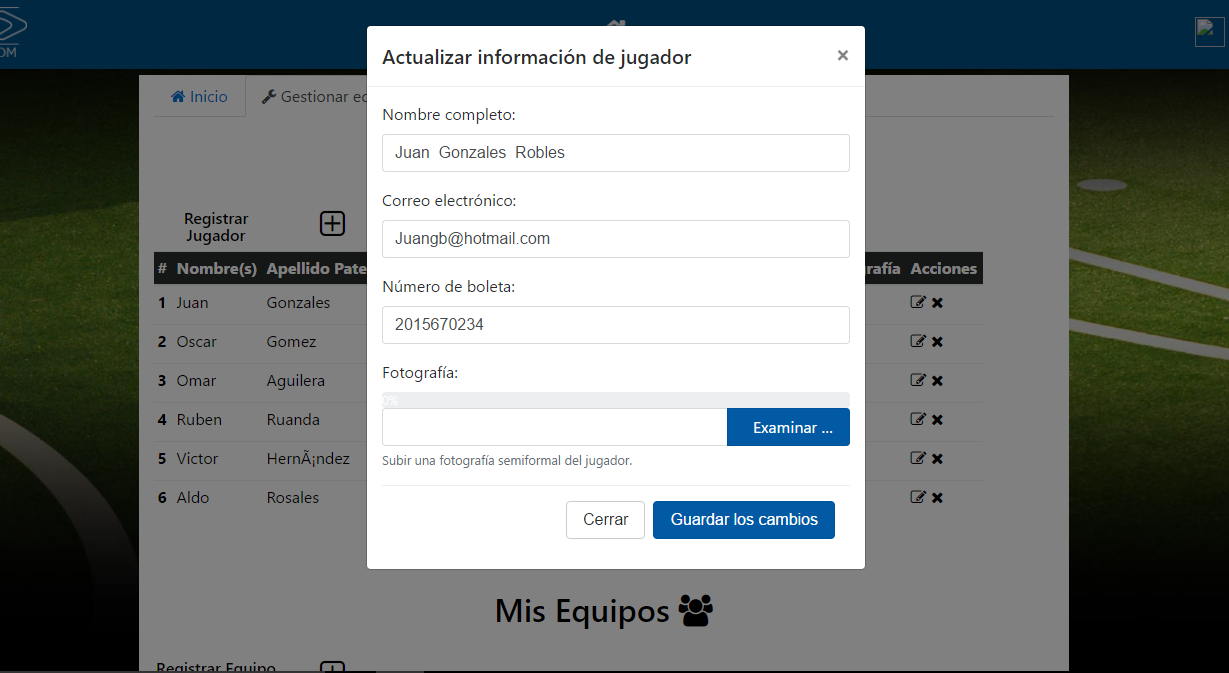 OM
Actualizar información de jugador
×
Inicio
Gestionar
Nombre completo:
Juan Gonzales Robles
Correo electrónico:
Juangb@hotmail.com
Registrar
Jugador
# Nombre(s) Apellido Pate
rafía Acciones
Número de boleta:
1 Juan Gonzales
2015670234
2 Oscar Gomez
Fotografía:
3 Omar Aguilera
0%
4 Ruben Ruanda
Examinar ...
5 Victor HernÃ¡ndez
Subir una fotografía semiformal del jugador.
6 Aldo Rosales
Cerrar
Guardar los cambios
Mis Equipos
Registrar Equipo